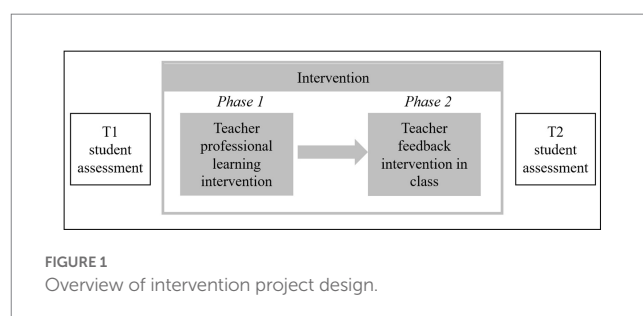 Intervention
Phase 1
Phase 2
T1
student
assessment
Teacher
professional
learning
intervention
Teacher
feedback
intervention in
class
T2
student
assessment
FIGURE 1
Overview of intervention project design.